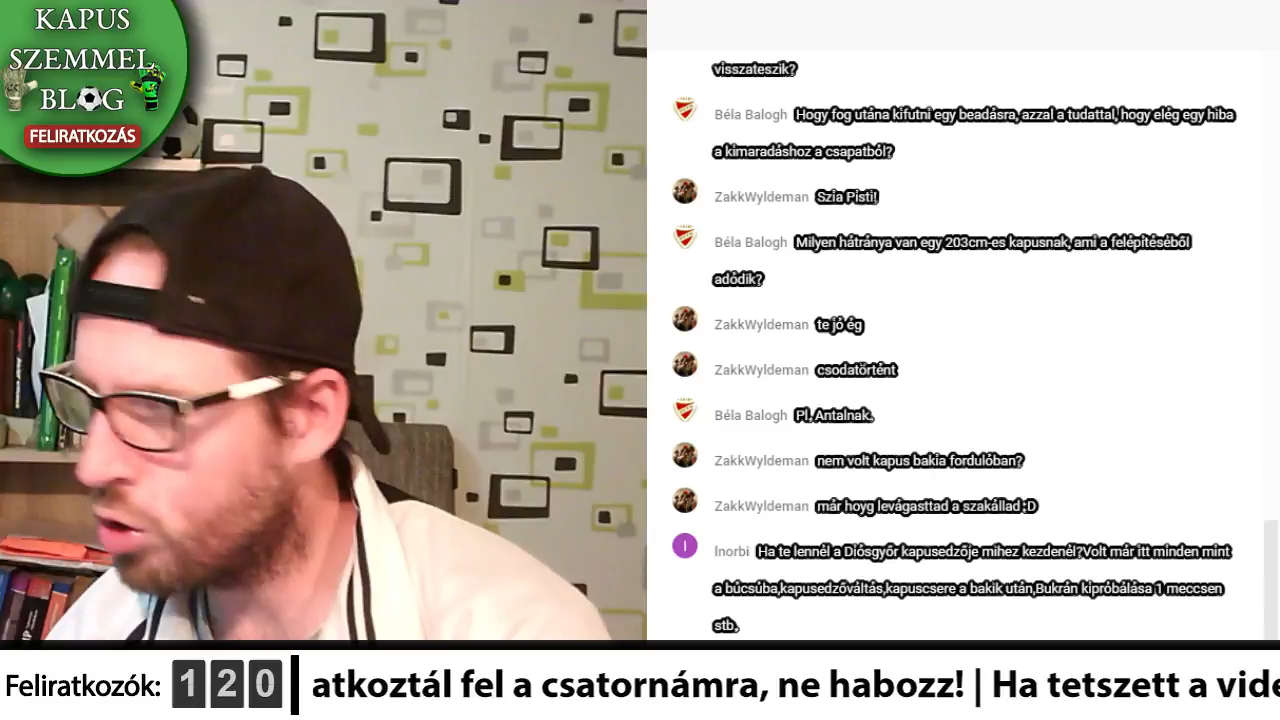 KAPUS
SZEMMEL
BLOG
FELIRATKOZÁS
visszateszik?
Béla Balogh Hogy fog utána kifutni egy beadásra, azzal a tudattal, hogy elég egy hiba
a kimaradáshoz a csapatból?
ZakkWyldeman Szia Pisti!
Béla Balogh Milyen hátránya van egy 203cm-es kapusnak, ami a felépítéséből
adódik?
ZakkWyldeman te jó ég
ZakkWyldeman csodatörtént
Béla Balogh Pl. Antalnak.
ZakkWyldeman nem volt kapus bakia fordulóban?
ZakkWyldeman már hoyg levágasttad a szakállad :D
I
lnorbi Ha te lennél a Diósgyőr kapusedzője mihez kezdenél?Volt már itt minden mint
a búcsúba,kapusedzőváltás,kapuscsere a bakik után,Bukrán kipróbálása 1 meccsen
stb.
Feliratkozók: 120
atkoztál fel a csatornámra, ne habozz! | Ha tetszett a vide